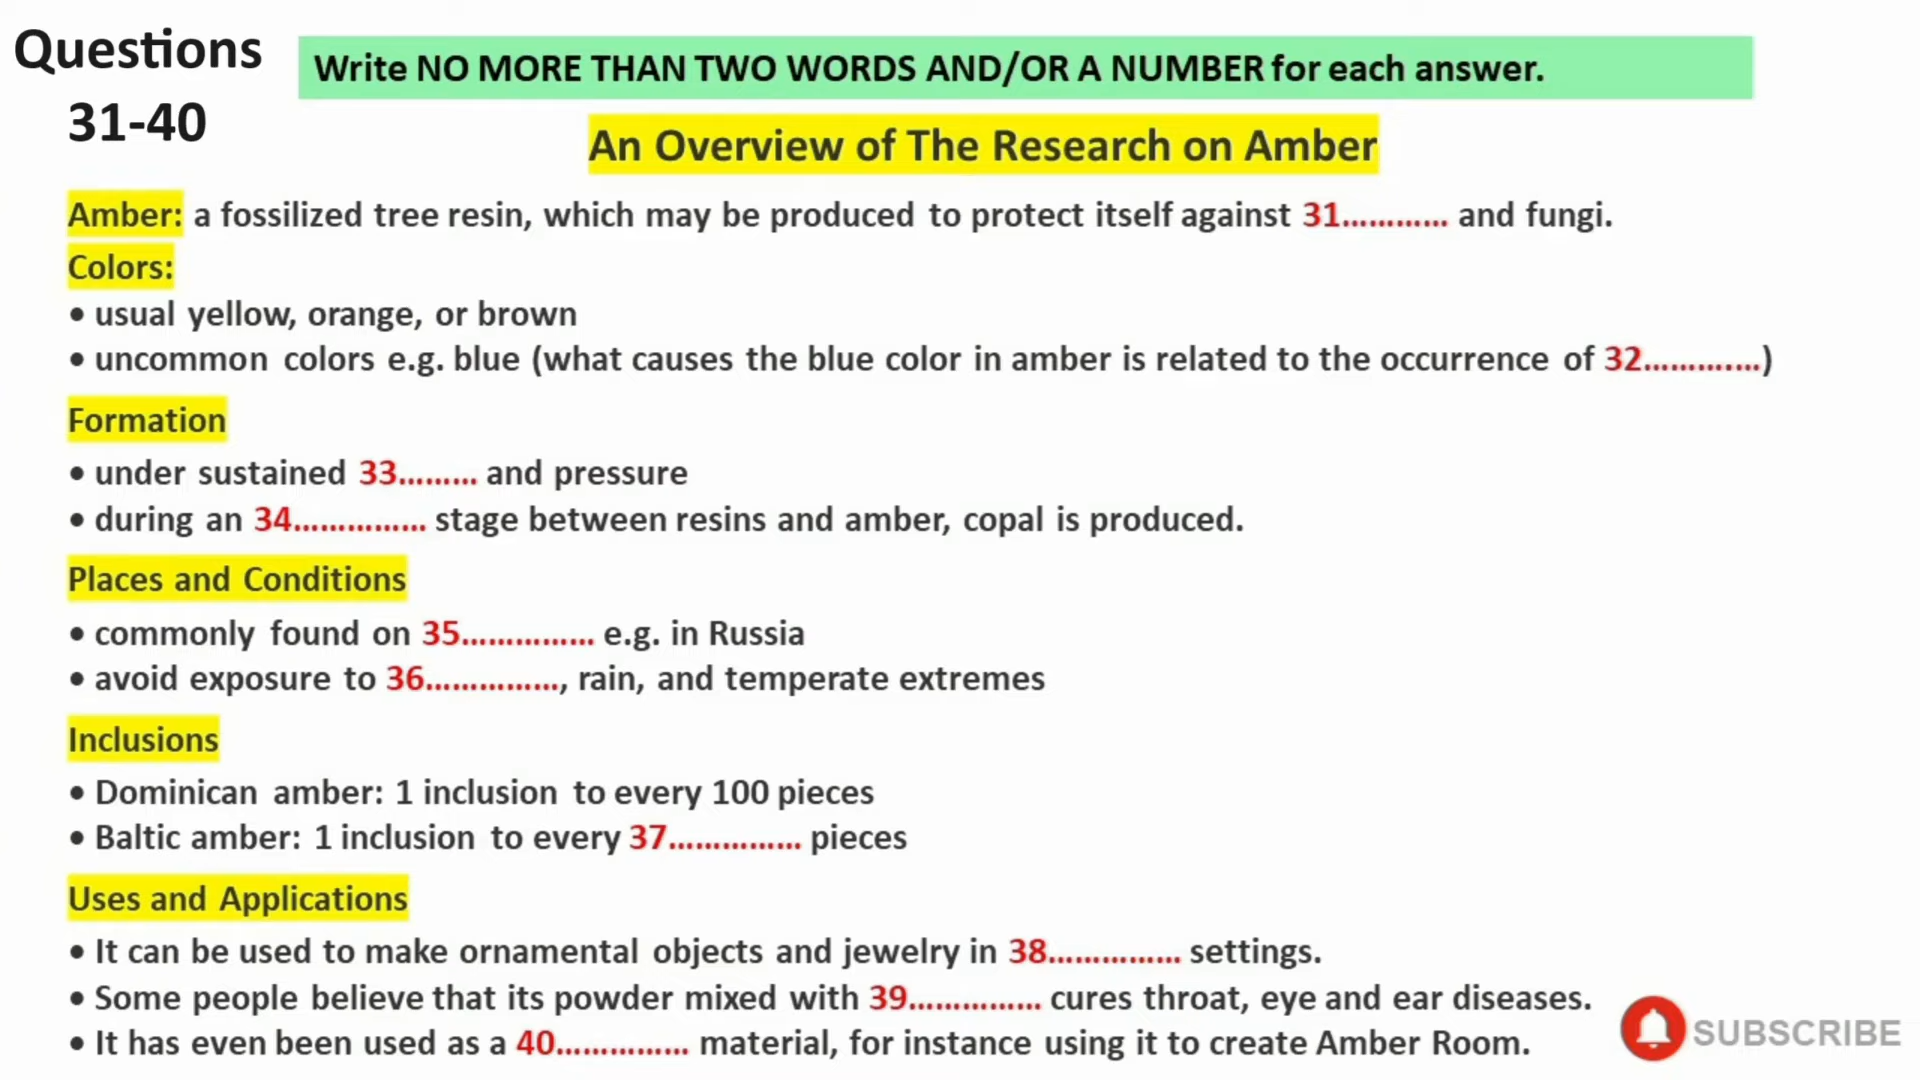 Questions
31-40
Write NO MORE THAN TWO WORDS AND/OR A NUMBER for each answer.
An Overview of The Research on Amber
Amber: a fossilized tree resin, which may be produced to protect itself against 31………… and fungi.
Colors:
• usual yellow, orange, or brown
• uncommon colors e.g. blue (what causes the blue color in amber is related to the occurrence of 32…………)
Formation
• under sustained 33……… and pressure
• during an 34…………… stage between resins and amber, copal is produced.
Places and Conditions
• commonly found on 35…………… e.g. in Russia
• avoid exposure to 36……………, rain, and temperate extremes
Inclusions
• Dominican amber: 1 inclusion to every 100 pieces
• Baltic amber: 1 inclusion to every 37…………… pieces
Uses and Applications
• It can be used to make ornamental objects and jewelry in 38…………… settings.
• Some people believe that its powder mixed with 39…………… cures throat, eye and ear diseases.
• It has even been used as a 40…………… material, for instance using it to create Amber Room.
SUBSCRIBE